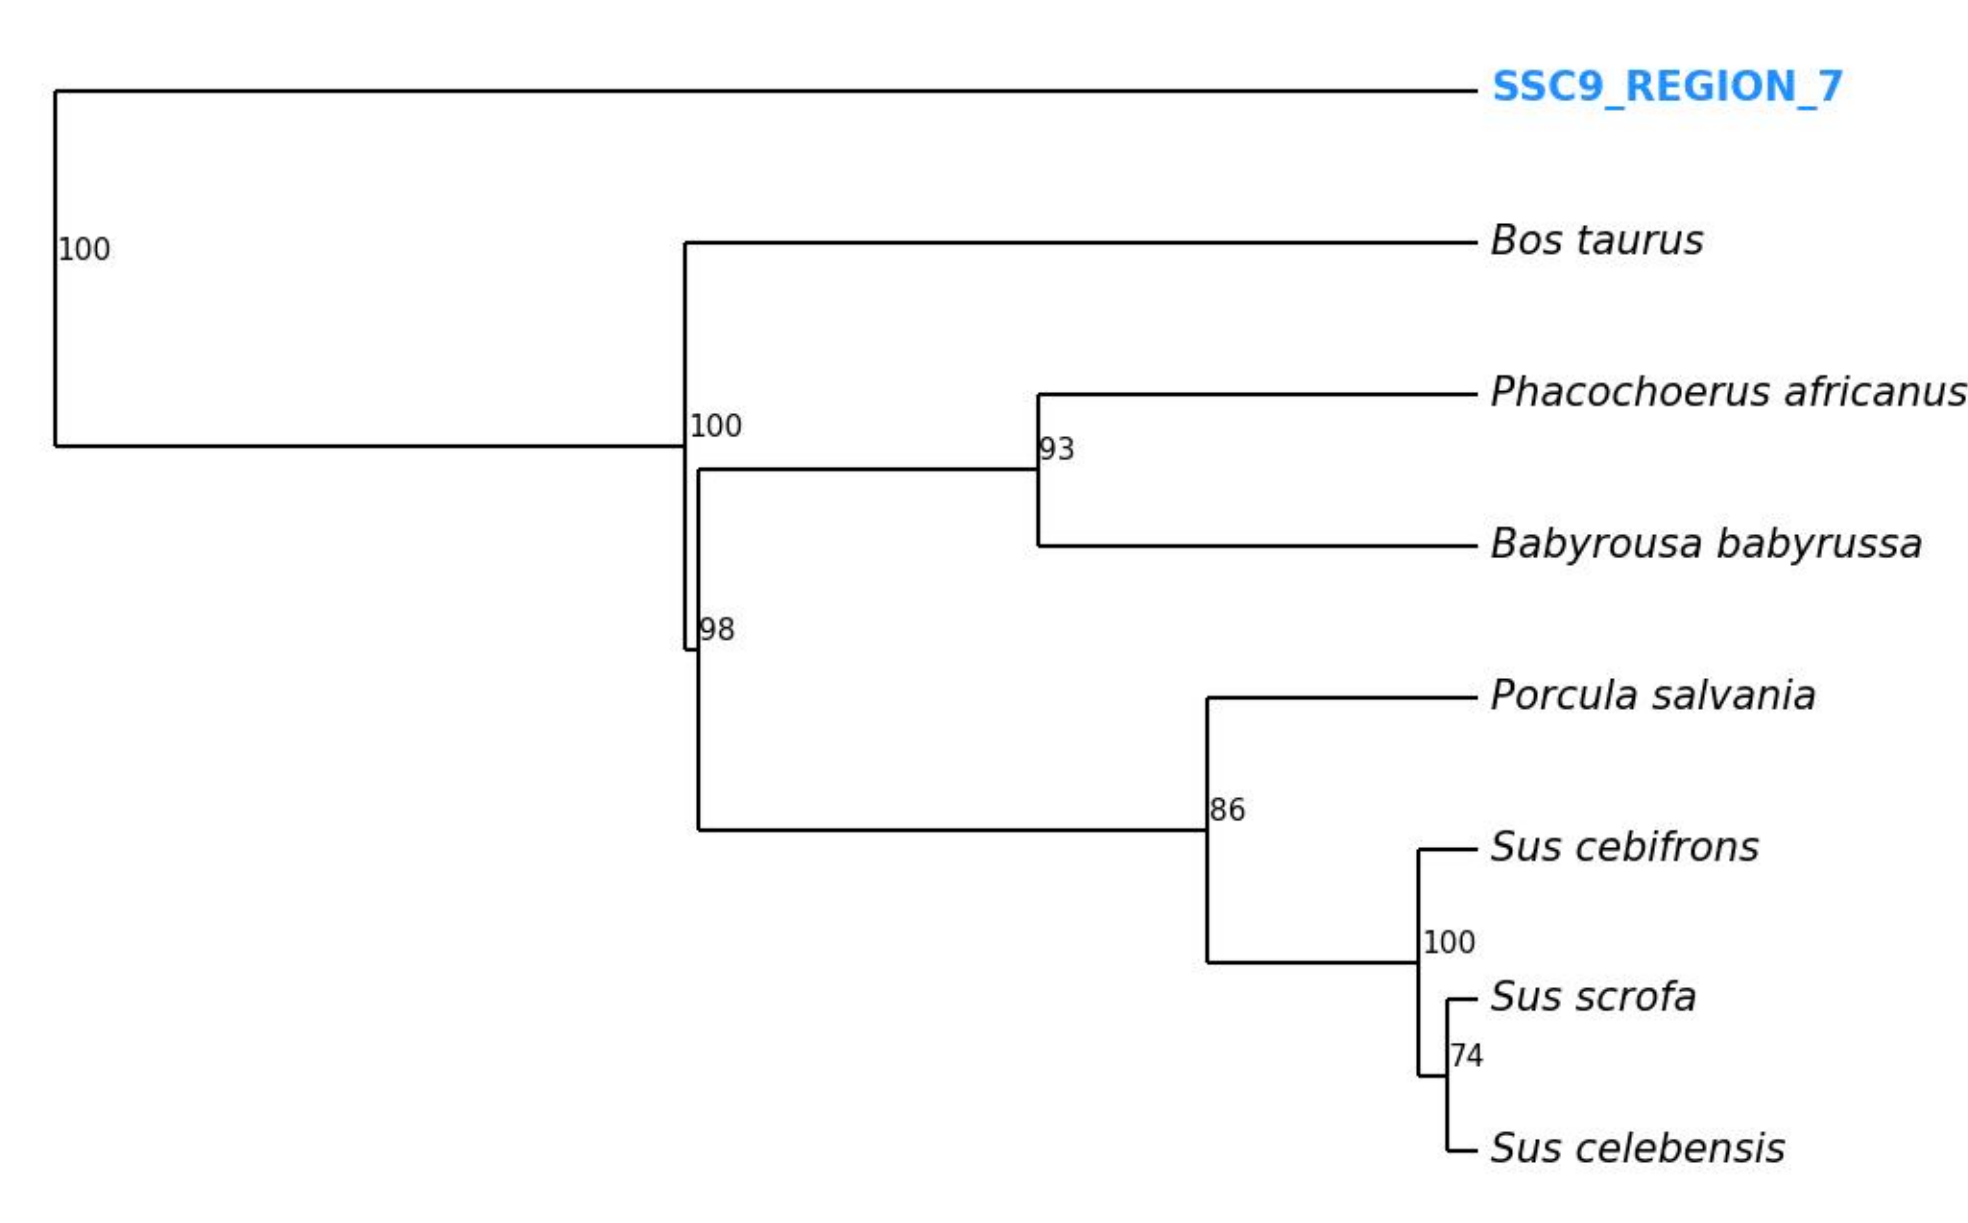 SSC9_REGION_7
Bos taurus
100
Phacochoerus africanus
100
93
Babyrousa babyrussa
98
Porcula salvania
86
Sus cebifrons
100
Sus scrofa
74
Sus celebensis